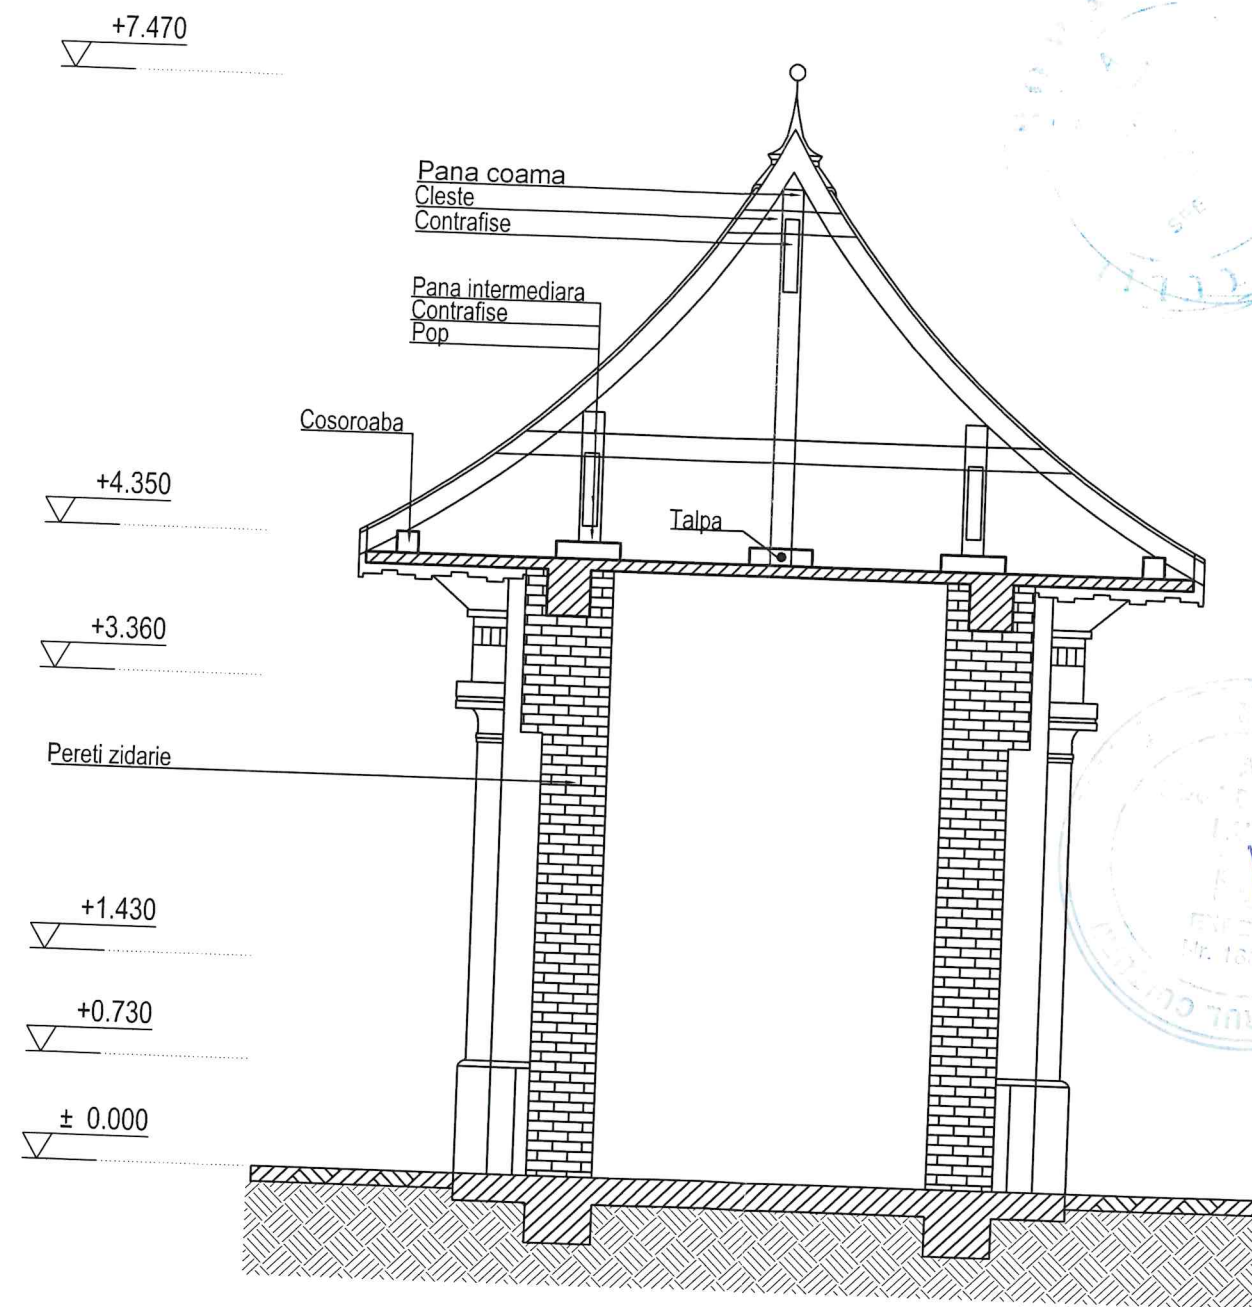 +7.470
Pana coama
Cleste
Contrafise
Pana intermediara
Contrafise
Pop
Cosoroaba
+4.350
Talpa
+3.360
Pereti zidarie
+1.430
+0.730
± 0.000